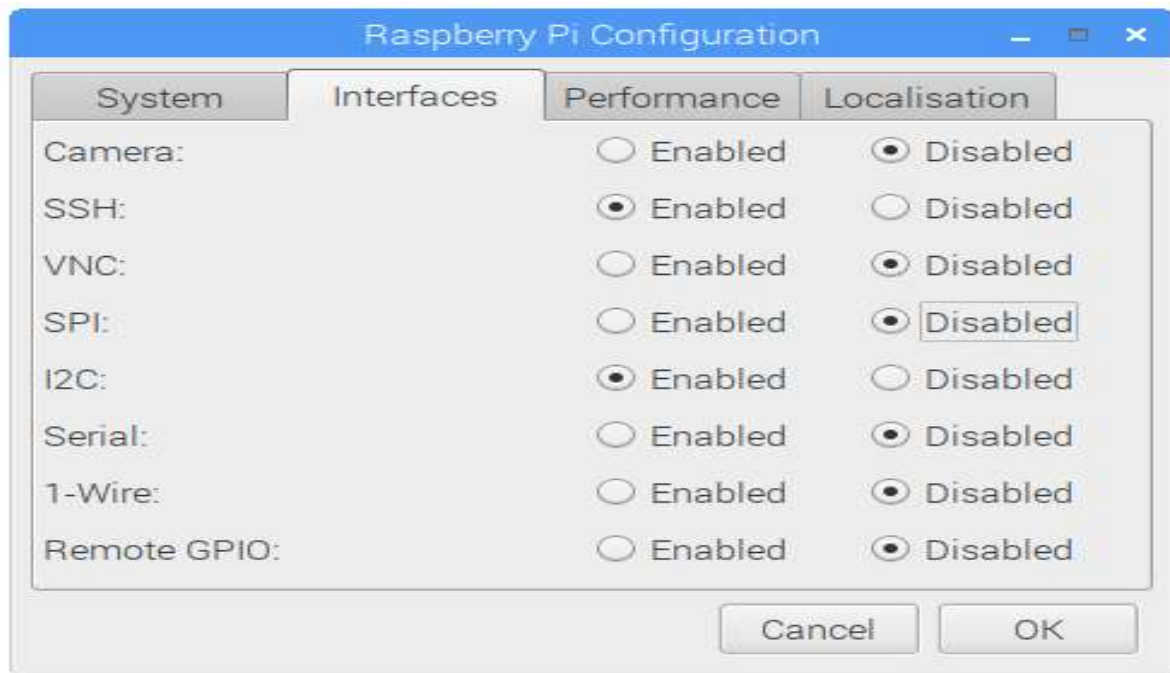 Raspberry Pi Configuration
System Interfaces Performance Localisation
Camera: Enabled Disabled
SSH: Enabled Disabled
VNC: Enabled Disabled
SPI: Enabled Disabled
I2C: Enabled Disabled
Serial: Enabled Disabled
1-Wire: Enabled Disabled
Remote GPIO: Enabled Disabled
Cancel OK